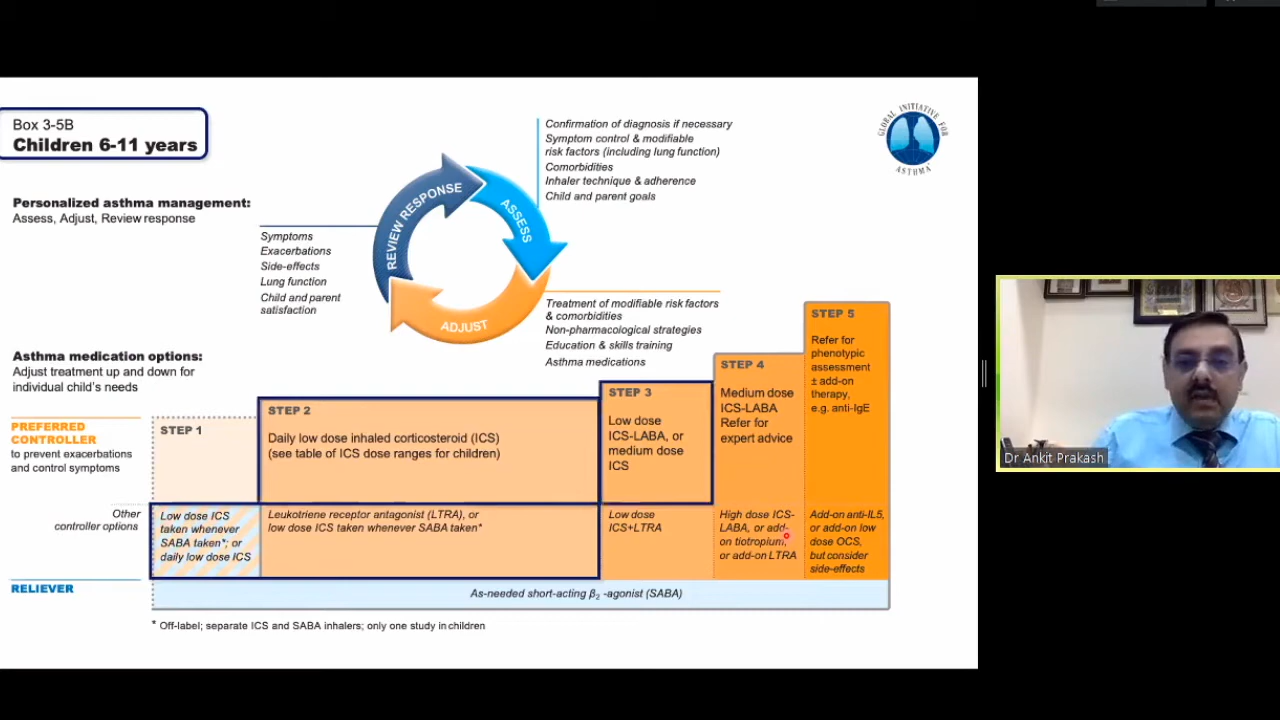 Box 3-5B
Children 6-11 years
Personalized asthma management:
Assess, Adjust, Review response
Confirmation of diagnosis if necessary
Symptom control & modifiable
risk factors (including lung function)
Comorbidities
Inhaler technique & adherence
Child and parent goals
GLOBAL INITIATIVE FOR
ASTHMA
REVIEW RESPONSE
ASSESS
ADJUST
Symptoms
Exacerbations
Side-effects
Lung function
Child and parent
satisfaction
Treatment of modifiable risk factors
& comorbidities
Non-pharmacological strategies
Education & skills training
Asthma medications
Asthma medication options:
Adjust treatment up and down for
individual child's needs
PREFERRED
CONTROLLER
to prevent exacerbations
and control symptoms
STEP 1
STEP 2
Daily low dose inhaled corticosteroid (ICS)
(see table of ICS dose ranges for children)
STEP 3
Low dose
ICS-LABA, or
medium dose
ICS
STEP 4
Medium dose
ICS-LABA
Refer for
expert advice
STEP 5
Refer for
phenotypic
assessment
± add-on
therapy,
e.g. anti-IgE
Other
controller options
Low dose ICS
taken whenever
SABA taken*; or
daily low dose ICS
Leukotriene receptor antagonist (LTRA), or
low dose ICS taken whenever SABA taken*
Low dose
ICS+LTRA
High dose ICS-
LABA, or add-
on tiotropium,
or add-on LTRA
Add-on anti-IL5,
or add-on low
dose OCS,
but consider
side-effects
RELIEVER
As-needed short-acting β2 -agonist (SABA)
* Off-label; separate ICS and SABA inhalers; only one study in children
Dr Ankit Prakash